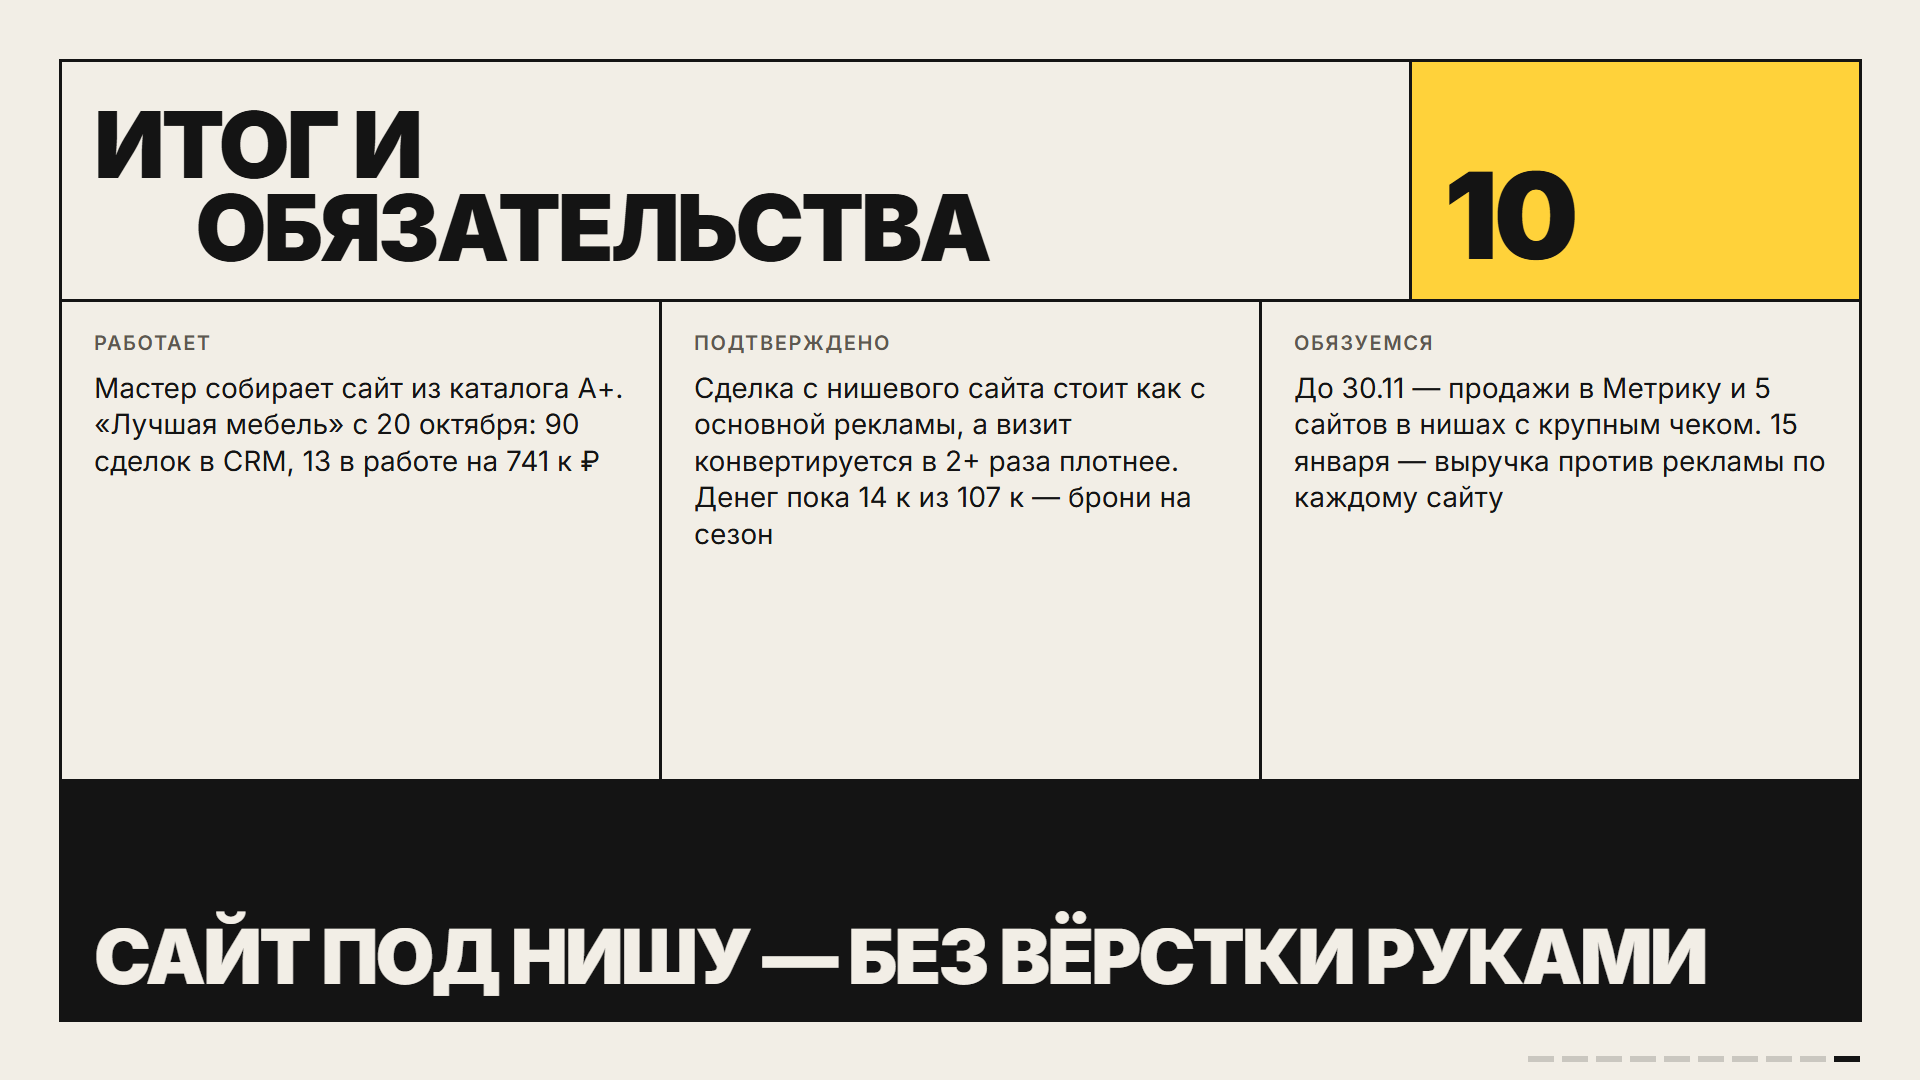 ИТОГ И
ОБЯЗАТЕЛЬСТВА
10
РАБОТАЕТ
Мастер собирает сайт из каталога А+.
«Лучшая мебель» с 20 октября: 90
сделок в CRM, 13 в работе на 741 к ₽
ПОДТВЕРЖДЕНО
Сделка с нишевого сайта стоит как с
основной рекламы, а визит
конвертируется в 2+ раза плотнее.
Денег пока 14 к из 107 к — брони на
сезон
ОБЯЗУЕМСЯ
До 30.11 — продажи в Метрику и 5
сайтов в нишах с крупным чеком. 15
января — выручка против рекламы по
каждому сайту
САЙТ ПОД НИШУ — БЕЗ ВЁРСТКИ РУКАМИ